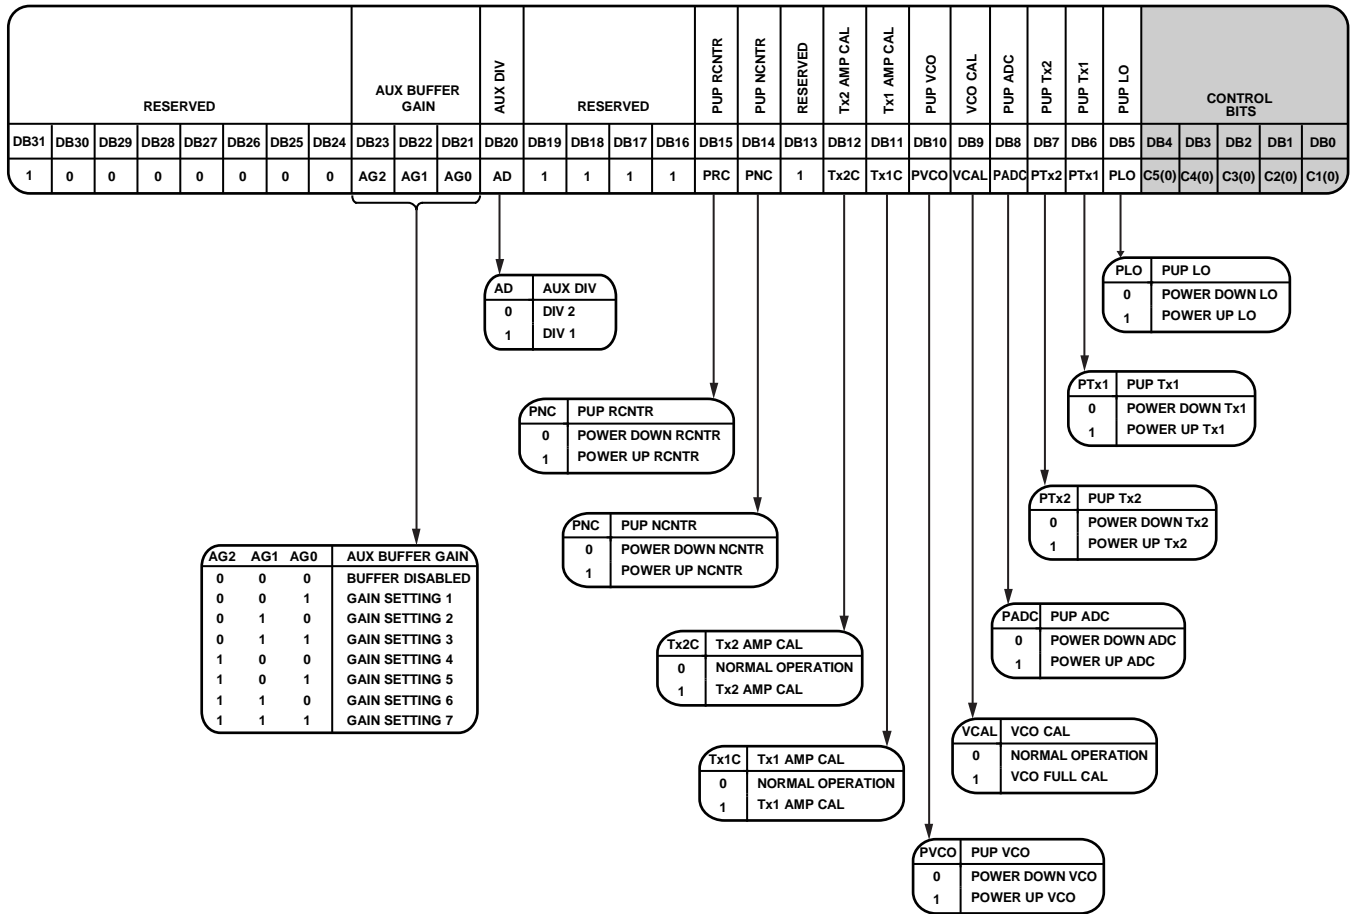 RESERVED
AUX BUFFER
GAIN
AUX DIV
RESERVED
PUP RCNTR
PUP NCNTR
RESERVED
Tx2 AMP CAL
Tx1 AMP CAL
PUP VCO
VCO CAL
PUP ADC
PUP Tx2
PUP Tx1
PUP LO
CONTROL
BITS
DB31 DB30 DB29 DB28 DB27 DB26 DB25 DB24 DB23 DB22 DB21 DB20 DB19 DB18 DB17 DB16 DB15 DB14 DB13 DB12 DB11 DB10 DB9 DB8 DB7 DB6 DB5 DB4 DB3 DB2 DB1 DB0
1 0 0 0 0 0 0 0 AG2 AG1 AG0 AD 1 1 1 1 PRC PNC 1 Tx2C Tx1C PVCO VCAL PADC PTx2 PTx1 PLO C5(0) C4(0) C3(0) C2(0) C1(0)
PLO PUP LO
0 POWER DOWN LO
1 POWER UP LO
AD AUX DIV
0 DIV 2
1 DIV 1
PTx1 PUP Tx1
0 POWER DOWN Tx1
1 POWER UP Tx1
PNC PUP RCNTR
0 POWER DOWN RCNTR
1 POWER UP RCNTR
PTx2 PUP Tx2
0 POWER DOWN Tx2
1 POWER UP Tx2
PNC PUP NCNTR
0 POWER DOWN NCNTR
1 POWER UP NCNTR
AG2 AG1 AG0 AUX BUFFER GAIN
0 0 0 BUFFER DISABLED
0 0 1 GAIN SETTING 1
0 1 0 GAIN SETTING 2
0 1 1 GAIN SETTING 3
1 0 0 GAIN SETTING 4
1 0 1 GAIN SETTING 5
1 1 0 GAIN SETTING 6
1 1 1 GAIN SETTING 7
PADC PUP ADC
0 POWER DOWN ADC
1 POWER UP ADC
Tx2C Tx2 AMP CAL
0 NORMAL OPERATION
1 Tx2 AMP CAL
VCAL VCO CAL
0 NORMAL OPERATION
1 VCO FULL CAL
Tx1C Tx1 AMP CAL
0 NORMAL OPERATION
1 Tx1 AMP CAL
PVCO PUP VCO
0 POWER DOWN VCO
1 POWER UP VCO